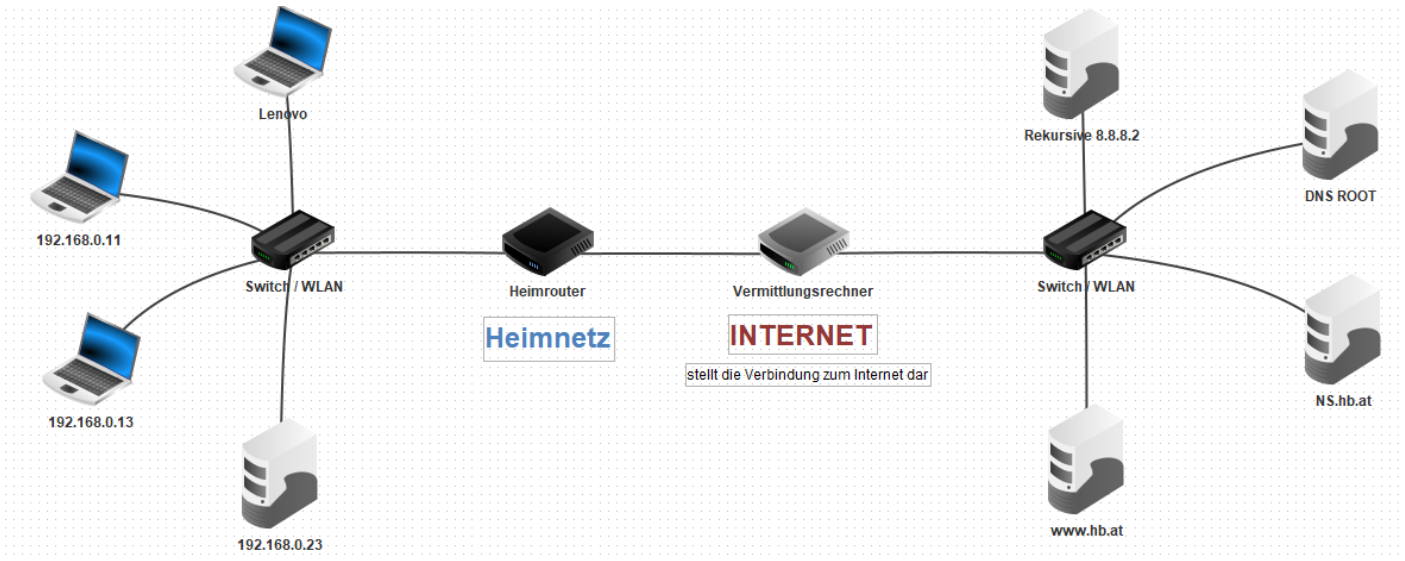 Lenovo
Rekursive 8.8.8.2
DNS ROOT
192.168.0.11
Switch / WLAN
Heimrouter
Vermittlungsrechner
Switch / WLAN
Heimnetz
INTERNET
stellt die Verbindung zum Internet dar
NS.hb.at
192.168.0.13
www.hb.at
192.168.0.23